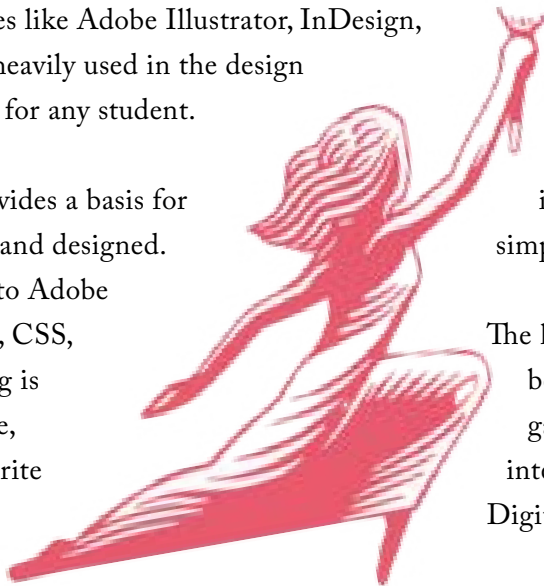 es like Adobe Illustrator, InDesign,
heavily used in the design
for any student.
vides a basis for
and designed.
to Adobe
, CSS,
g is
e,
rite
i
simp
The
b
g
inte
Digi